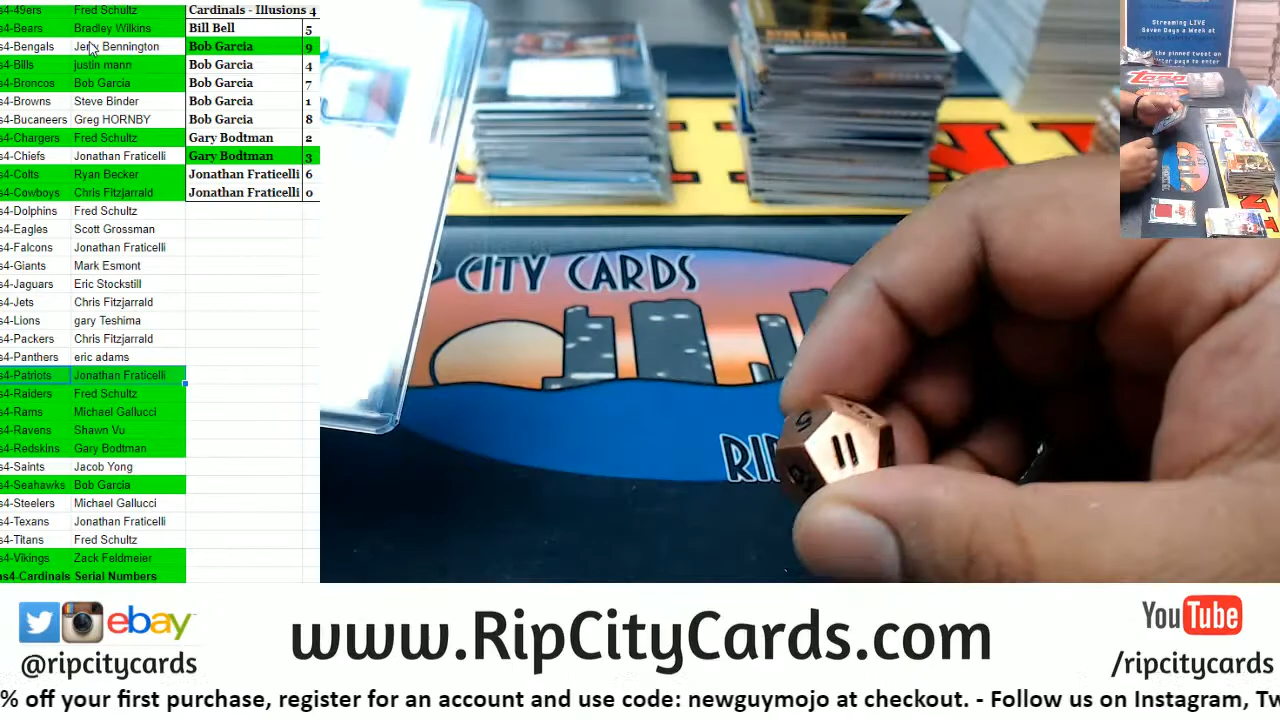 s4-49ers Fred Schultz Cardinals - Illusions 4
s4-Bears Bradley Wilkins Bill Bell 5
s4-Bengals Bennington Bob Garcia 9
s4-Bills justin mann Bob Garcia 4
s4-Broncos Bob Garcia Bob Garcia 7
s4-Browns Steve Binder Bob Garcia 1
s4-Bucaneers Greg HORNBY Bob Garcia 8
s4-Chargers Fred Schultz Gary Bodtman 2
s4-Chiefs Jonathan Fraticelli Gary Bodtman 3
s4-Colts Ryan Becker Jonathan Fraticelli 6
s4-Cowboys Chris Fitzjarrald Jonathan Fraticelli 0
s4-Dolphins Fred Schultz
s4-Eagles Scott Grossman
s4-Falcons Jonathan Fraticelli
s4-Giants Mark Esmont
s4-Jaguars Eric Stockstill
s4-Jets Chris Fitzjarrald
s4-Lions gary Teshima
s4-Packers Chris Fitzjarrald
s4-Panthers eric adams
s4-Patriots Jonathan Fraticelli
s4-Raiders Fred Schultz
s4-Rams Michael Gallucci
s4-Ravens Shawn Vu
s4-Redskins Gary Bodtman
s4-Saints Jacob Yong
s4-Seahawks Bob Garcia
s4-Steelers Michael Gallucci
s4-Texans Jonathan Fraticelli
s4-Titans Fred Schultz
s4-Vikings Zack Feldmeier
s4-Cardinals Serial Numbers
P CITY CARDS
RIP
5
11
Streaming LIVE
Seven Days a Week at
the pinned tweet on
page to enter
ebay
@ripcitycards
www.RipCityCards.com
YouTube
/ripcitycards
% off your first purchase, register for an account and use code: newguymojo at checkout. - Follow us on Instagram, Tw